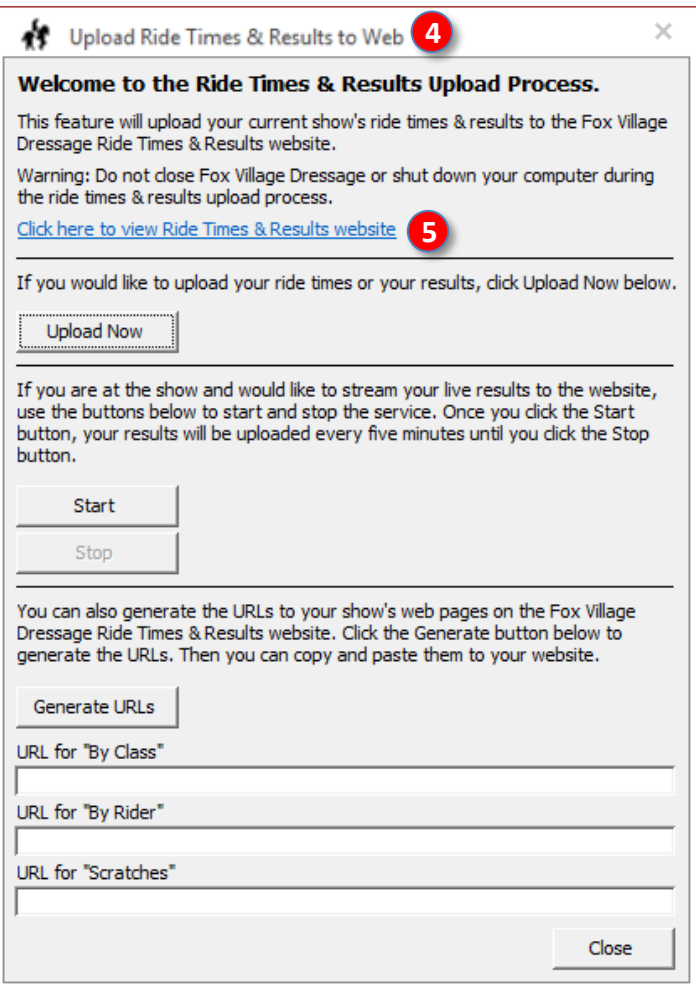 Upload Ride Times & Results to Web 4
Welcome to the Ride Times & Results Upload Process.
This feature will upload your current show's ride times & results to the Fox Village
Dressage Ride Times & Results website.
Warning: Do not close Fox Village Dressage or shut down your computer during
the ride times & results upload process.
Click here to view Ride Times & Results website 5
If you would like to upload your ride times or your results, click Upload Now below.
Upload Now
If you are at the show and would like to stream your live results to the website,
use the buttons below to start and stop the service. Once you click the Start
button, your results will be uploaded every five minutes until you click the Stop
button.
Start
Stop
You can also generate the URLs to your show's web pages on the Fox Village
Dressage Ride Times & Results website. Click the Generate button below to
generate the URLs. Then you can copy and paste them to your website.
Generate URLs
URL for "By Class"
URL for "By Rider"
URL for "Scratches"
Close